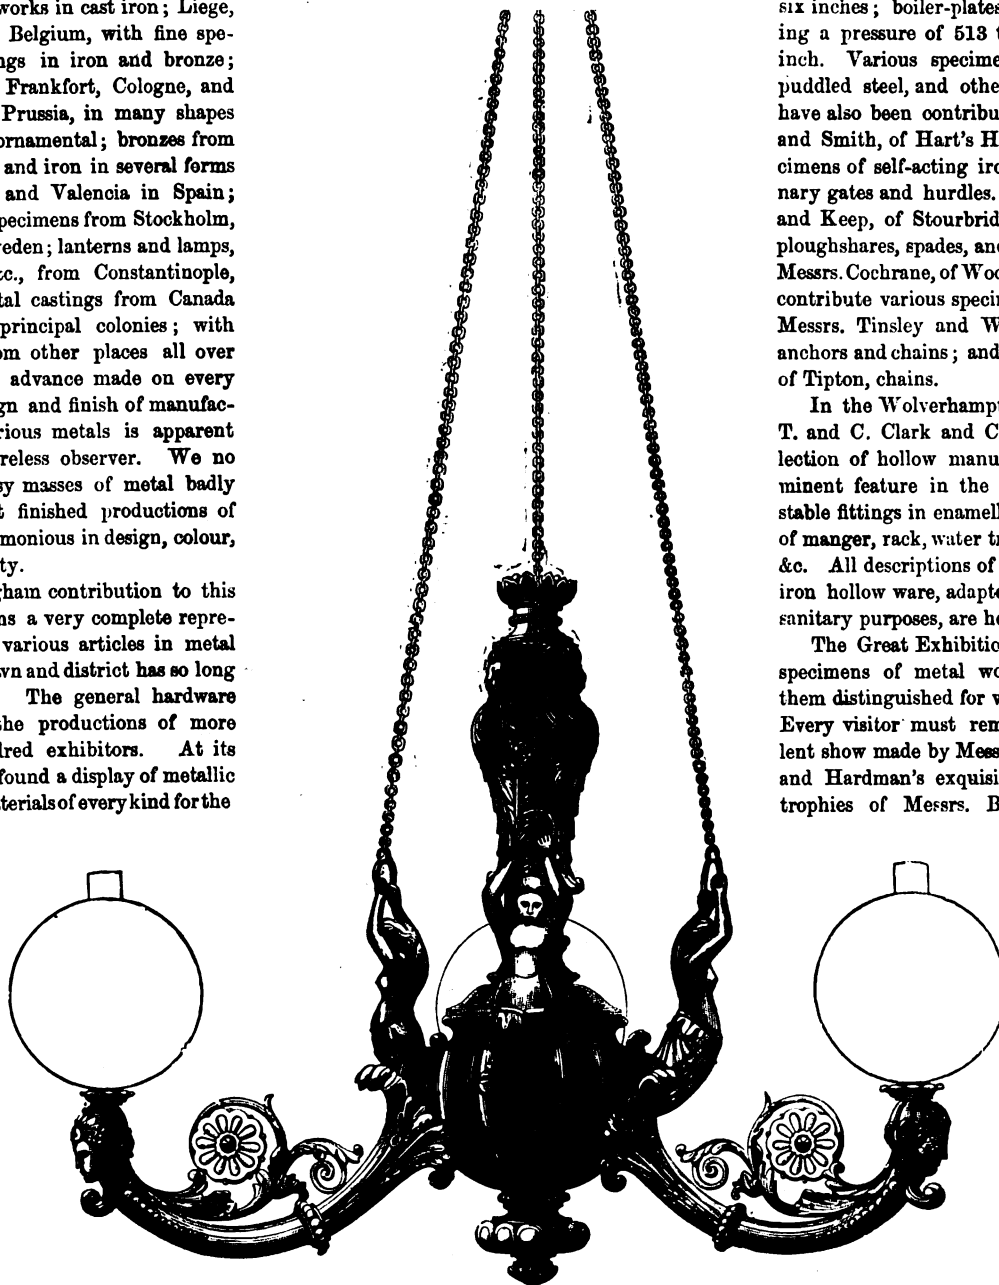 works in cast iron; Liege,
Belgium, with fine spe-
ngs in iron and bronze;
Frankfort, Cologne, and
Prussia, in many shapes
ornamental; bronzes from
and iron in several forms
and Valencia in Spain;
pecimens from Stockholm,
eden; lanterns and lamps,
c., from Constantinople,
tal castings from Canada
principal colonies; with
om other places all over
advance made on every
gn and finish of manufac-
rious metals is apparent
reless observer. We no
sy masses of metal badly
t finished productions of
monious in design, colour,
ty.
gham contribution to this
ns a very complete repre-
various articles in metal
wn and district has so long
The general hardware
the productions of more
dred exhibitors. At its
found a display of metallic
terials of every kind for the
six inches; boiler-plates
ing a pressure of 513 t
inch. Various specime
puddled steel, and othe
have also been contribu
and Smith, of Hart's H
cimens of self-acting iro
nary gates and hurdles.
and Keep, of Stourbrid
ploughshares, spades, and
Messrs. Cochrane, of Woo
contribute various specin
Messrs. Tinsley and W
anchors and chains; and
of Tipton, chains.
In the Wolverhampt
T. and C. Clark and C
lection of hollow manu
minent feature in the
stable fittings in enamell
of manger, rack, water tr
&c. All descriptions of
iron hollow ware, adapte
sanitary purposes, are he
The Great Exhibitio
specimens of metal wo
them distinguished for v
Every visitor must rem
lent show made by Mess
and Hardman's exquisi
trophies of Messrs. B